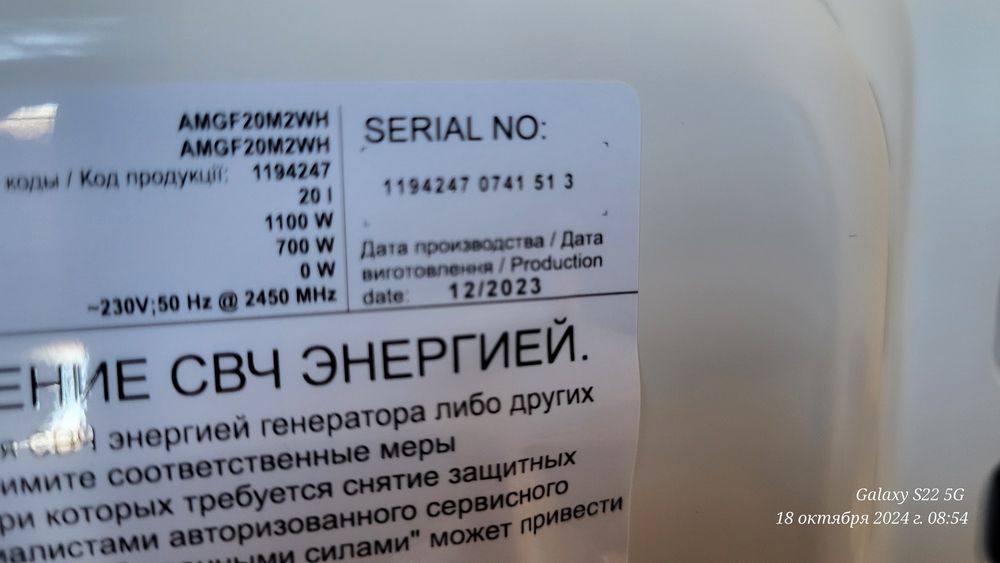 AMGF20M2WH
AMGF20M2WH
коды / Код продукції: 1194247
20 l
1100 W
700 W
0 W
~230V;50 Hz @ 2450 MHz
SERIAL NO:
1194247 0741 51 3
Дата производства / Дата
виготовлення / Production
date: 12/2023
ЕНИЕ СВЧ ЭНЕРГИЕЙ.
энергией генератора либо других
имите соответственные меры
ри которых требуется снятие защитных
иалистами авторизованного сервисного
ными силами" может привести
Galaxy S22 5G
18 октября 2024 г. 08:54